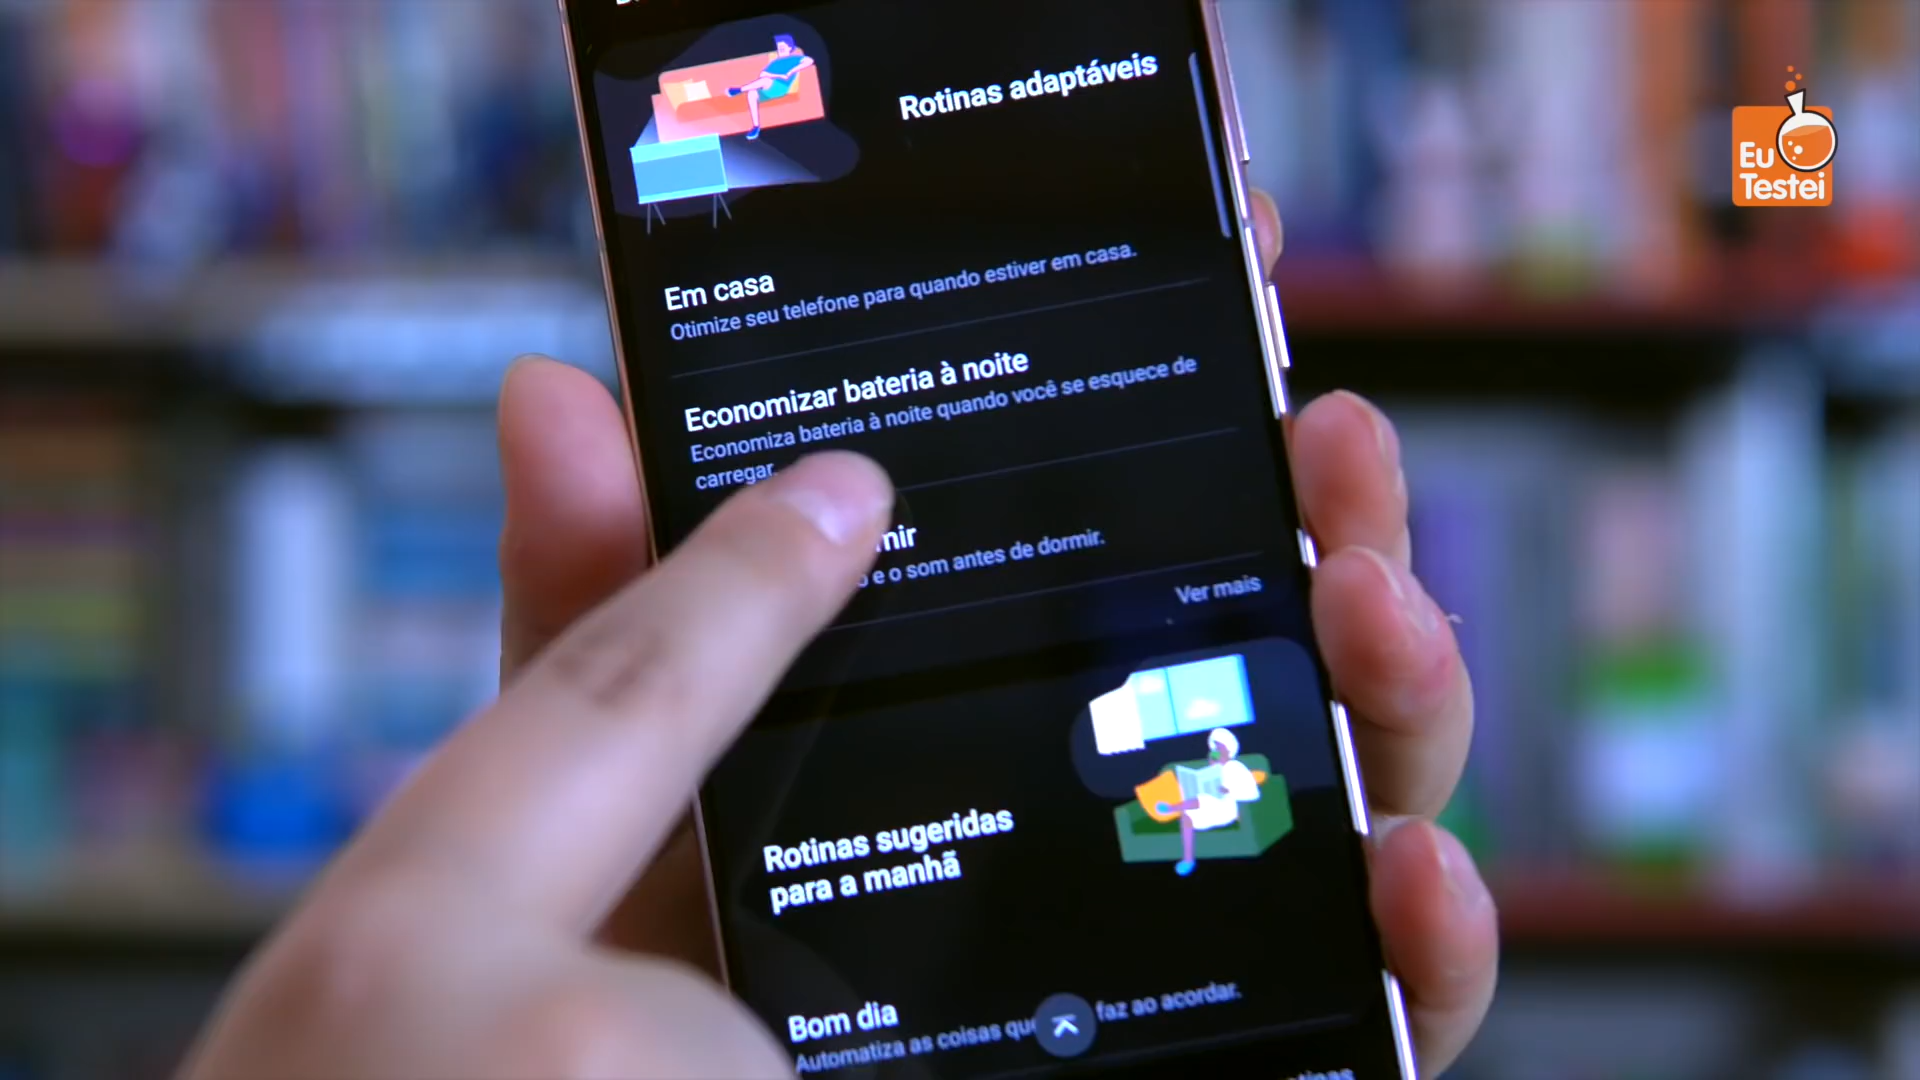 Rotinas adaptáveis
Eu
Testei
Em casa
Otimize seu telefone para quando estiver em casa.
Economizar bateria à noite
Economiza bateria à noite quando você se esquece de
carregar.
e o som antes de dormir.
Ver mais
Rotinas sugeridas
para a manhã
Bom dia
Automatiza as coisas que faz ao acordar.